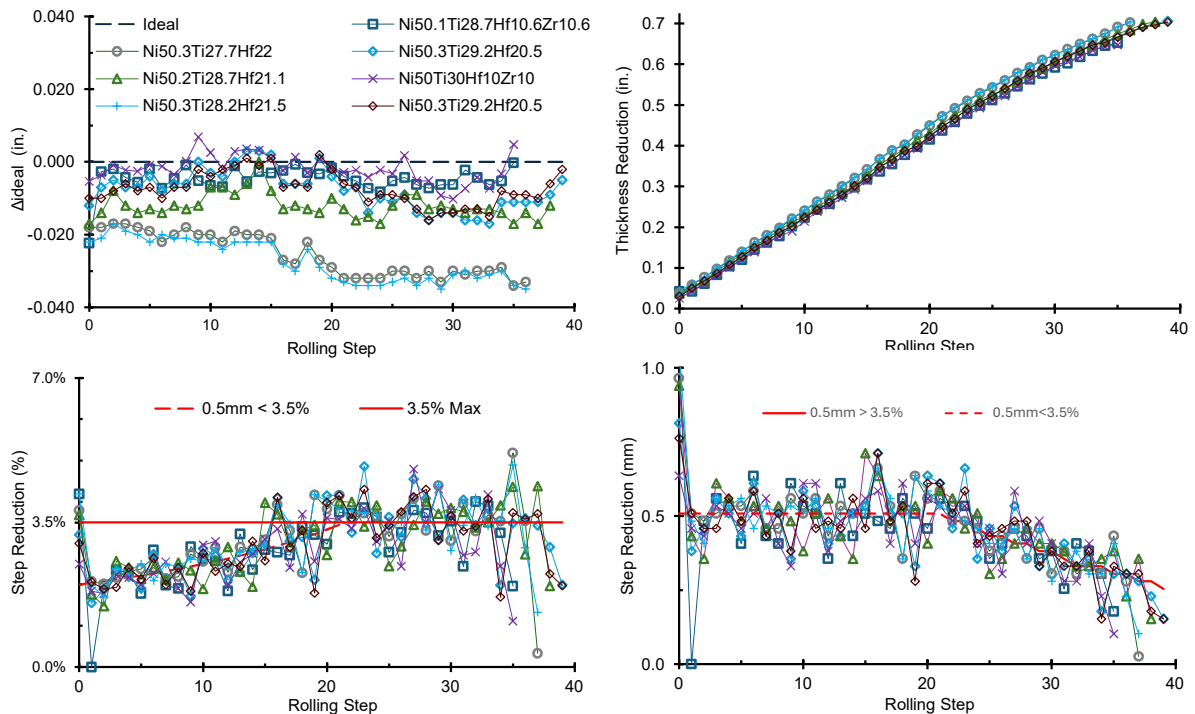 0.040
0.020
0.000
-0.020
-0.040
Δideal (in.)
Ideal
Ni50.3Ti27.7Hf22
Ni50.2Ti28.7Hf21.1
Ni50.3Ti28.2Hf21.5
Ni50.1Ti28.7Hf10.6Zr10.6
Ni50.3Ti29.2Hf20.5
Ni50Ti30Hf10Zr10
Ni50.3Ti29.2Hf20.5
0 10 20 30 40
Rolling Step
0.7
0.6
0.5
0.4
0.3
0.2
0.1
0.0
Thickness Reduction (in.)
0 10 20 30 40
Rolling Step
7.0%
3.5%
0.0%
Step Reduction (%)
0.5mm < 3.5%
3.5% Max
0 10 20 30 40
Rolling Step
1.0
0.5
0.0
Step Reduction (mm)
0.5mm > 3.5%
0.5mm<3.5%
0 10 20 30 40
Rolling Step